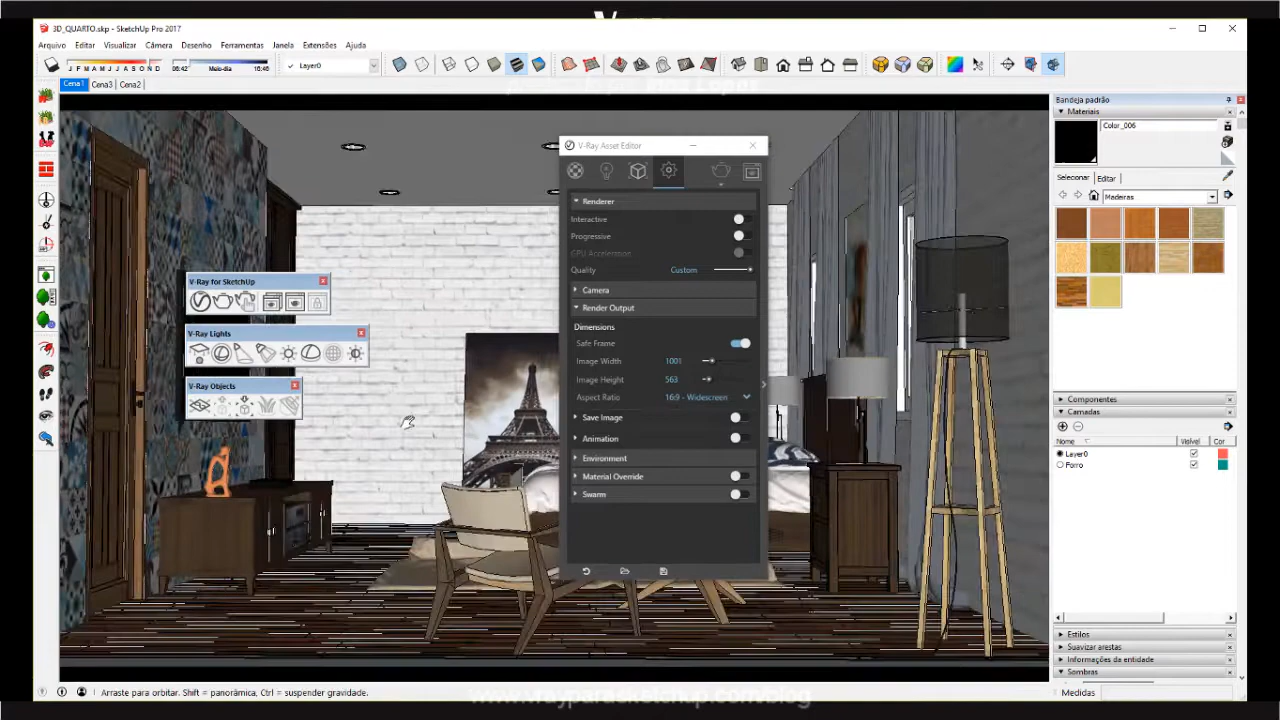 3D_QUARTO.skp - SketchUp Pro 2017
Arquivo Editar Visualizar Câmera Desenho Ferramentas Janela Extensões Ajuda
J F M A M J J A S O N D 06:42 Meio-dia 16:46 Layer0
Cena1 Cena3 Cena2
V-Ray for SketchUp
V-Ray Lights
V-Ray Objects
V-Ray Asset Editor
Renderer
Interactive
Progressive
GPU Acceleration
Quality Custom
Camera
Render Output
Dimensions
Safe Frame
Image Width 1001
Image Height 563
Aspect Ratio 16:9 - Widescreen
Save Image
Animation
Environment
Material Override
Swarm
Bandeja padrão
Materiais
Color_006
Selecionar Editar
Madeiras
Componentes
Camadas
Nome Visível Cor
Layer0
Forro
Estilos
Suavizar arestas
Informações da entidade
Sombras
Arraste para orbitar. Shift = panorâmica, Ctrl = suspender gravidade.
Medidas
www.vrayparasketchup.com/blog